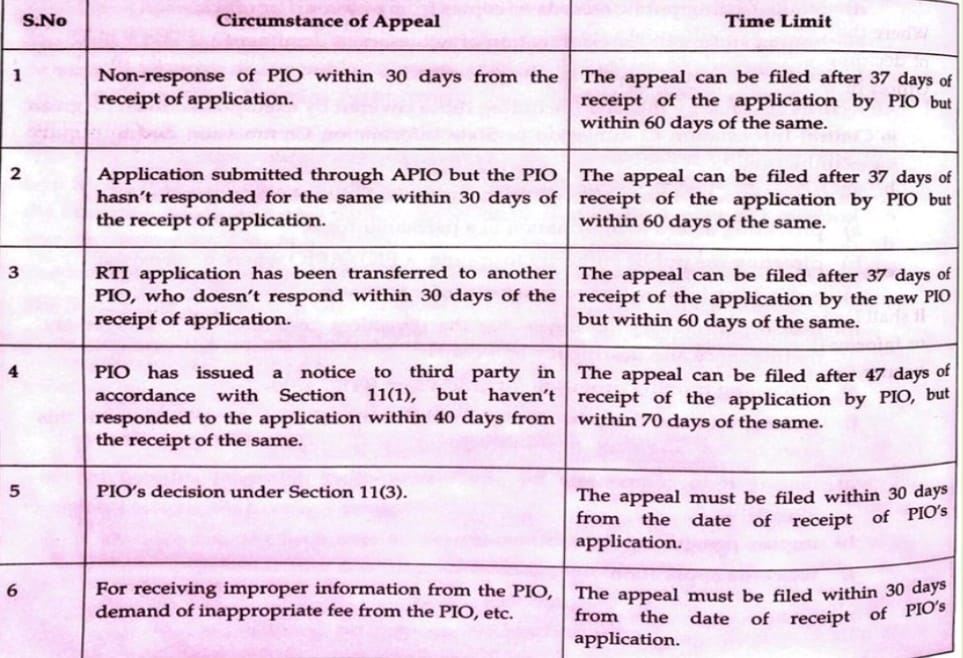 S.No Circumstance of Appeal Time Limit
1 Non-response of PIO within 30 days from the
receipt of application.
The appeal can be filed after 37 days of
receipt of the application by PIO but
within 60 days of the same.
2 Application submitted through APIO but the PIO
hasn't responded for the same within 30 days of
the receipt of application.
The appeal can be filed after 37 days of
receipt of the application by PIO but
within 60 days of the same.
3 RTI application has been transferred to another
PIO, who doesn't respond within 30 days of the
receipt of application.
The appeal can be filed after 37 days of
receipt of the application by the new PIO
but within 60 days of the same.
4 PIO has issued a notice to third party in
accordance with Section 11(1), but haven't
responded to the application within 40 days from
the receipt of the same.
The appeal can be filed after 47 days of
receipt of the application by PIO, but
within 70 days of the same.
5 PIO's decision under Section 11(3).
The appeal must be filed within 30 days
from the date of receipt of PIO's
application.
6 For receiving improper information from the PIO,
demand of inappropriate fee from the PIO, etc.
The appeal must be filed within 30 days
from the date of receipt of PIO's
application.